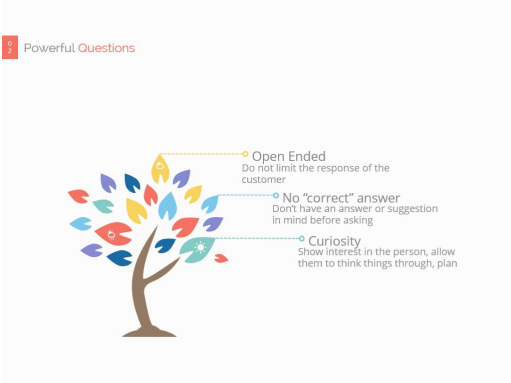 0
2
Powerful Questions
Open Ended
Do not limit the response of the
customer
No “correct” answer
Don’t have an answer or suggestion
in mind before asking
Curiosity
Show interest in the person, allow
them to think things through, plan